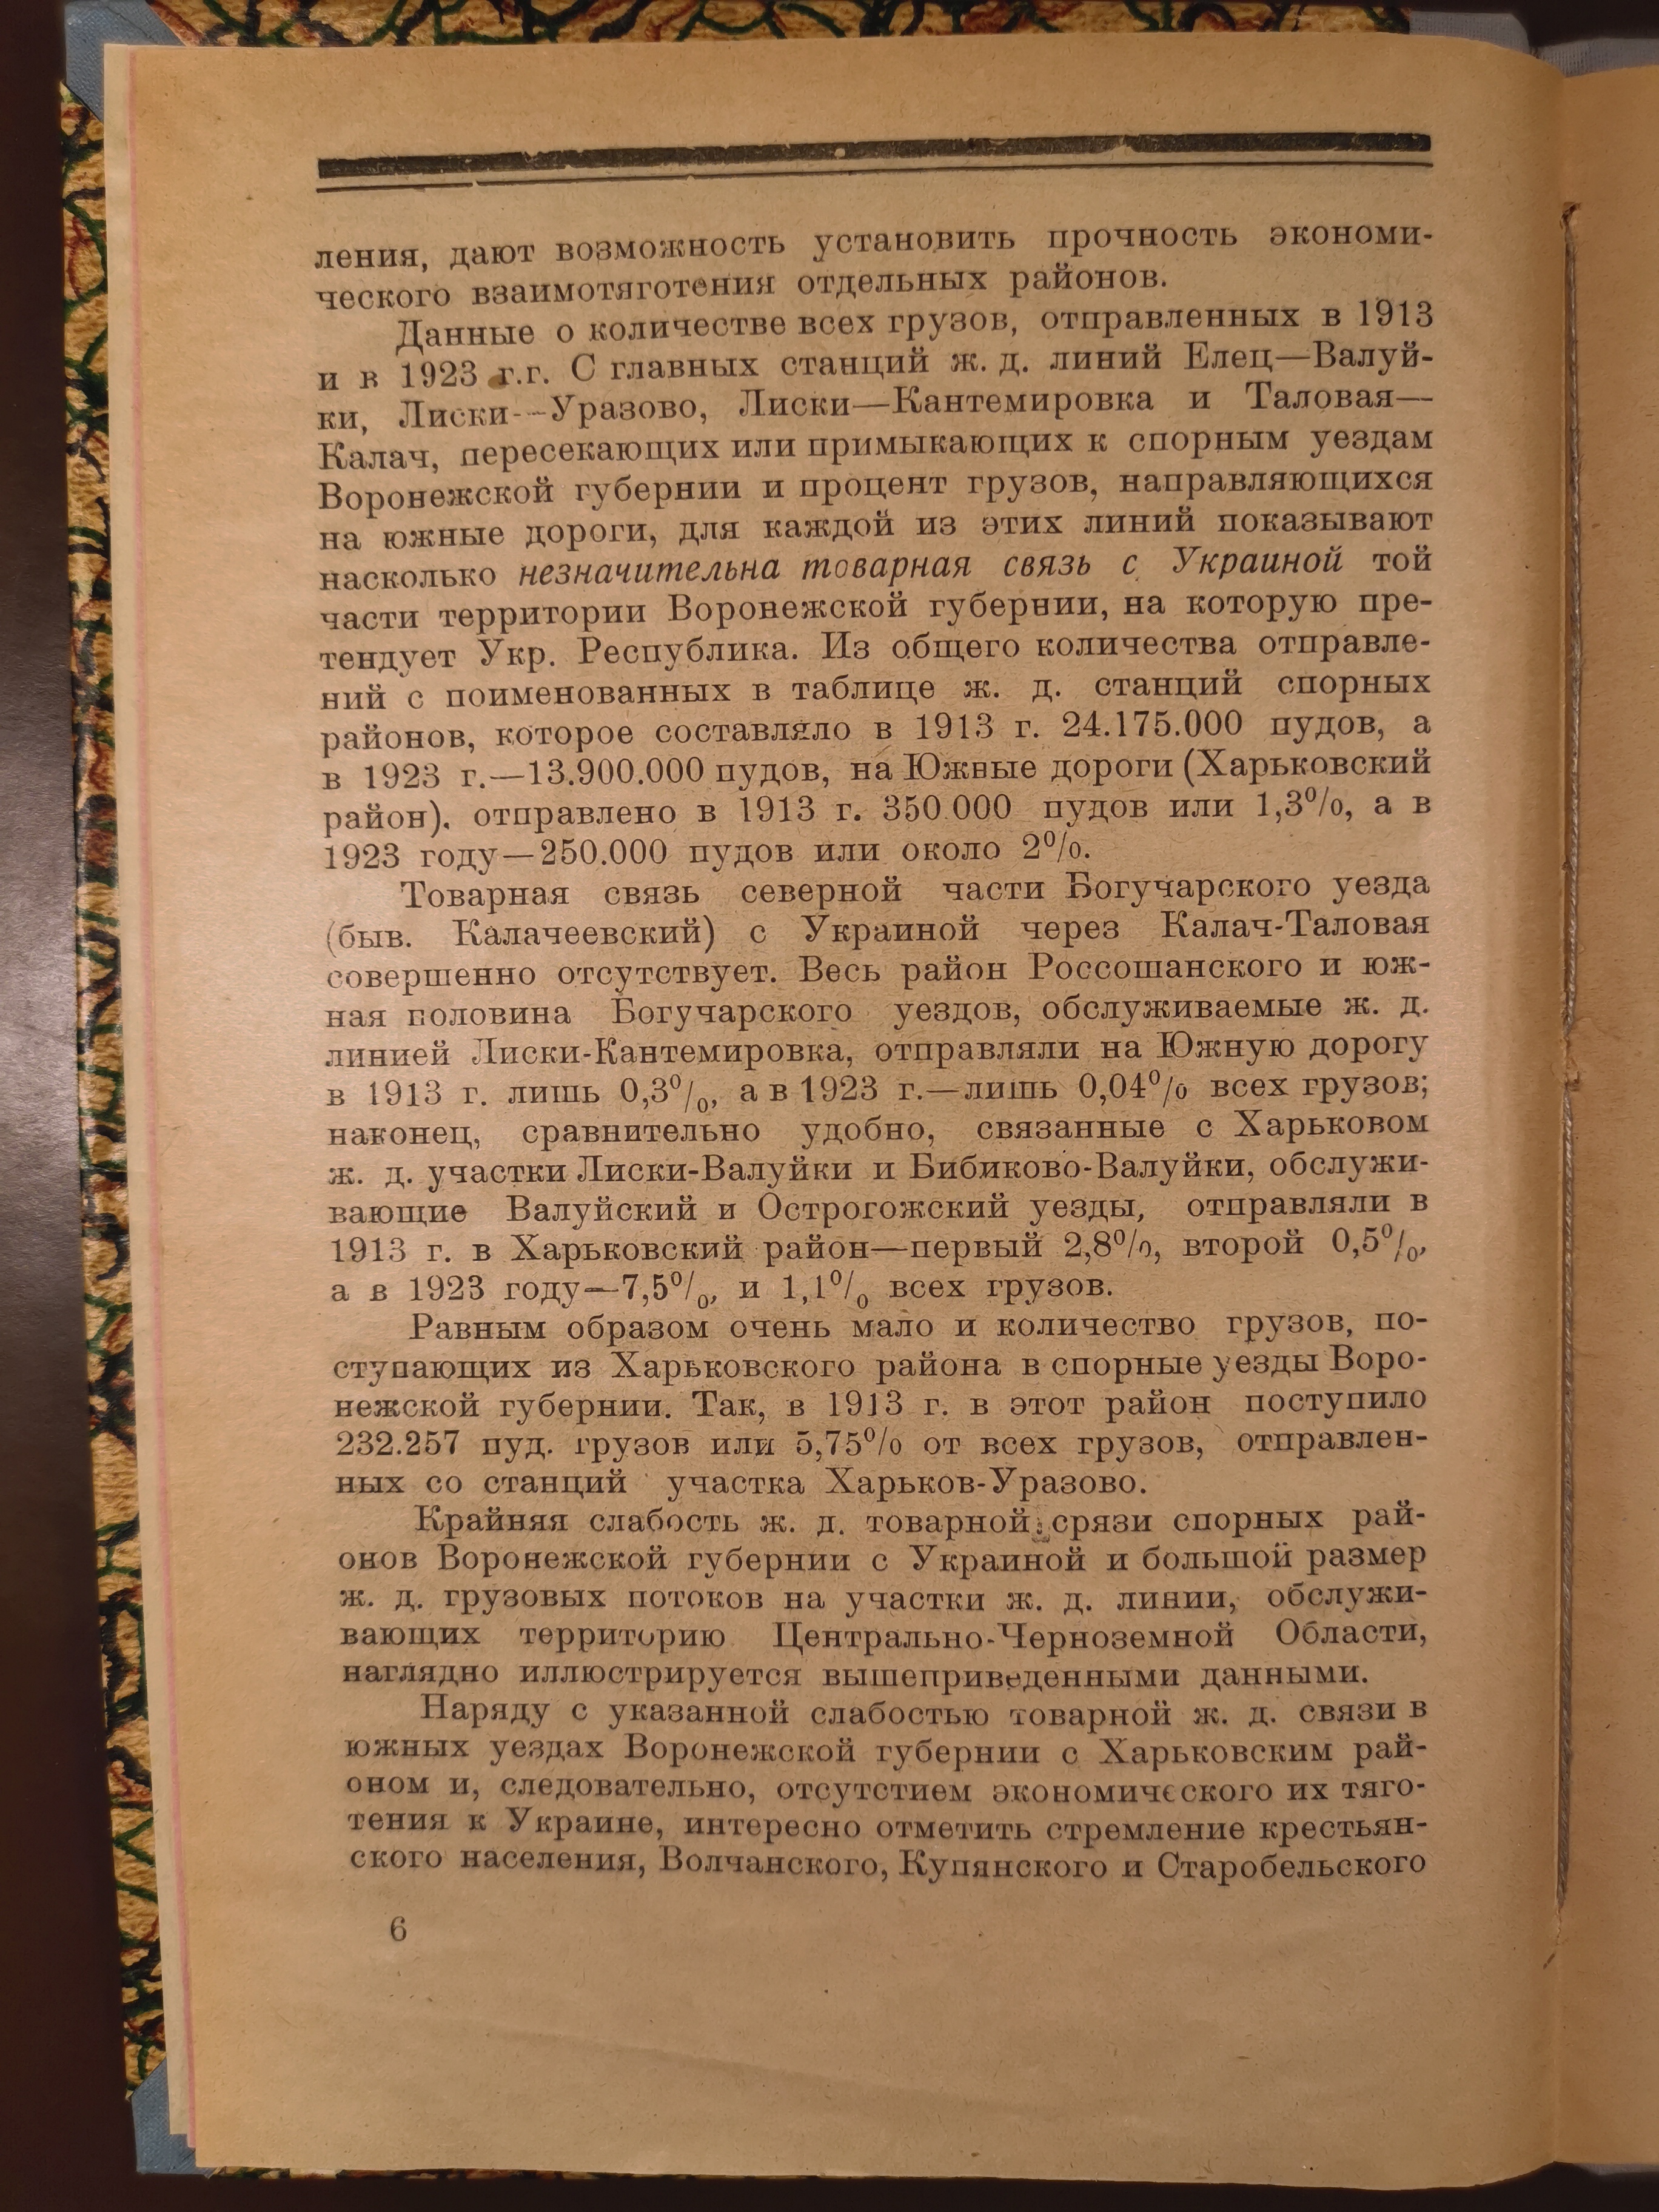 ления, дают возможность установить прочность экономи-
ческого взаимотяготения отдельных районов.
Данные о количестве всех грузов, отправленных в 1913
и в 1923 г.г. С главных станций ж. д. линий Елец—Валуй-
ки, Лиски—Уразово, Лиски—Кантемировка и Таловая—
Калач, пересекающих или примыкающих к спорным уездам
Воронежской губернии и процент грузов, направляющихся
на южные дороги, для каждой из этих линий показывают
насколько незначительна товарная связь с Украиной той
части территории Воронежской губернии, на которую пре-
тендует Укр. Республика. Из общего количества отправле-
ний с поименованных в таблице ж. д. станций спорных
районов, которое составляло в 1913 г. 24.175.000 пудов, а
в 1923 г.—13.900.000 пудов, на Южные дороги (Харьковский
район). отправлено в 1913 г. 350.000 пудов или 1,3%, а в
1923 году—250.000 пудов или около 2%.
Товарная связь северной части Богучарского уезда
(быв. Калачеевский) с Украиной через Калач-Таловая
совершенно отсутствует. Весь район Россошанского и юж-
ная половина Богучарского уездов, обслуживаемые ж. д.
линией Лиски-Кантемировка, отправляли на Южную дорогу
в 1913 г. лишь 0,3%, а в 1923 г.—лишь 0,04% всех грузов;
наконец, сравнительно удобно, связанные с Харьковом
ж. д. участки Лиски-Валуйки и Бибиково-Валуйки, обслужи-
вающие Валуйский и Острогожский уезды, отправляли в
1913 г. в Харьковский район—первый 2,8%, второй 0,5%,
а в 1923 году—7,5%, и 1,1% всех грузов.
Равным образом очень мало и количество грузов, по-
ступающих из Харьковского района в спорные уезды Воро-
нежской губернии. Так, в 1913 г. в этот район поступило
232.257 пуд. грузов или 5,75% от всех грузов, отправлен-
ных со станций участка Харьков-Уразово.
Крайняя слабость ж. д. товарной срязи спорных рай-
онов Воронежской губернии с Украиной и большой размер
ж. д. грузовых потоков на участки ж. д. линии, обслужи-
вающих территорию Центрально-Черноземной Области,
наглядно иллюстрируется вышеприведенными данными.
Наряду с указанной слабостью товарной ж. д. связи в
южных уездах Воронежской губернии с Харьковским рай-
оном и, следовательно, отсутстием экономического их тяго-
тения к Украине, интересно отметить стремление крестьян-
ского населения, Волчанского, Купянского и Старобельского
6